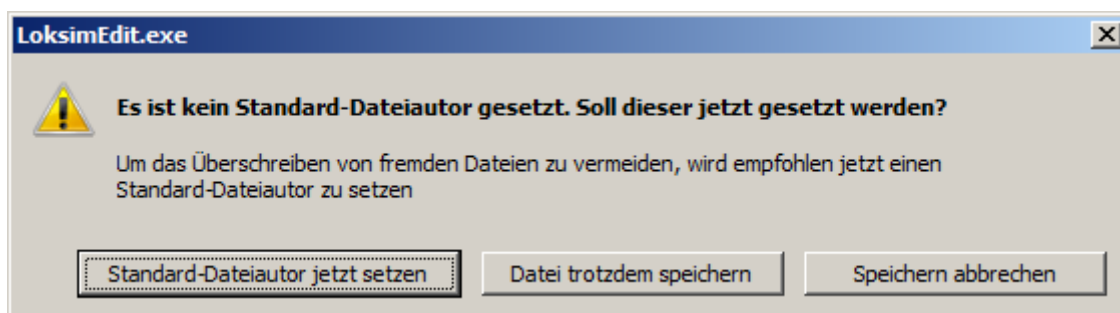 LoksimEdit.exe
Es ist kein Standard-Dateiautor gesetzt. Soll dieser jetzt gesetzt werden?
Um das Überschreiben von fremden Dateien zu vermeiden, wird empfohlen jetzt einen
Standard-Dateiautor zu setzen
Standard-Dateiautor jetzt setzen
Datei trotzdem speichern
Speichern abbrechen